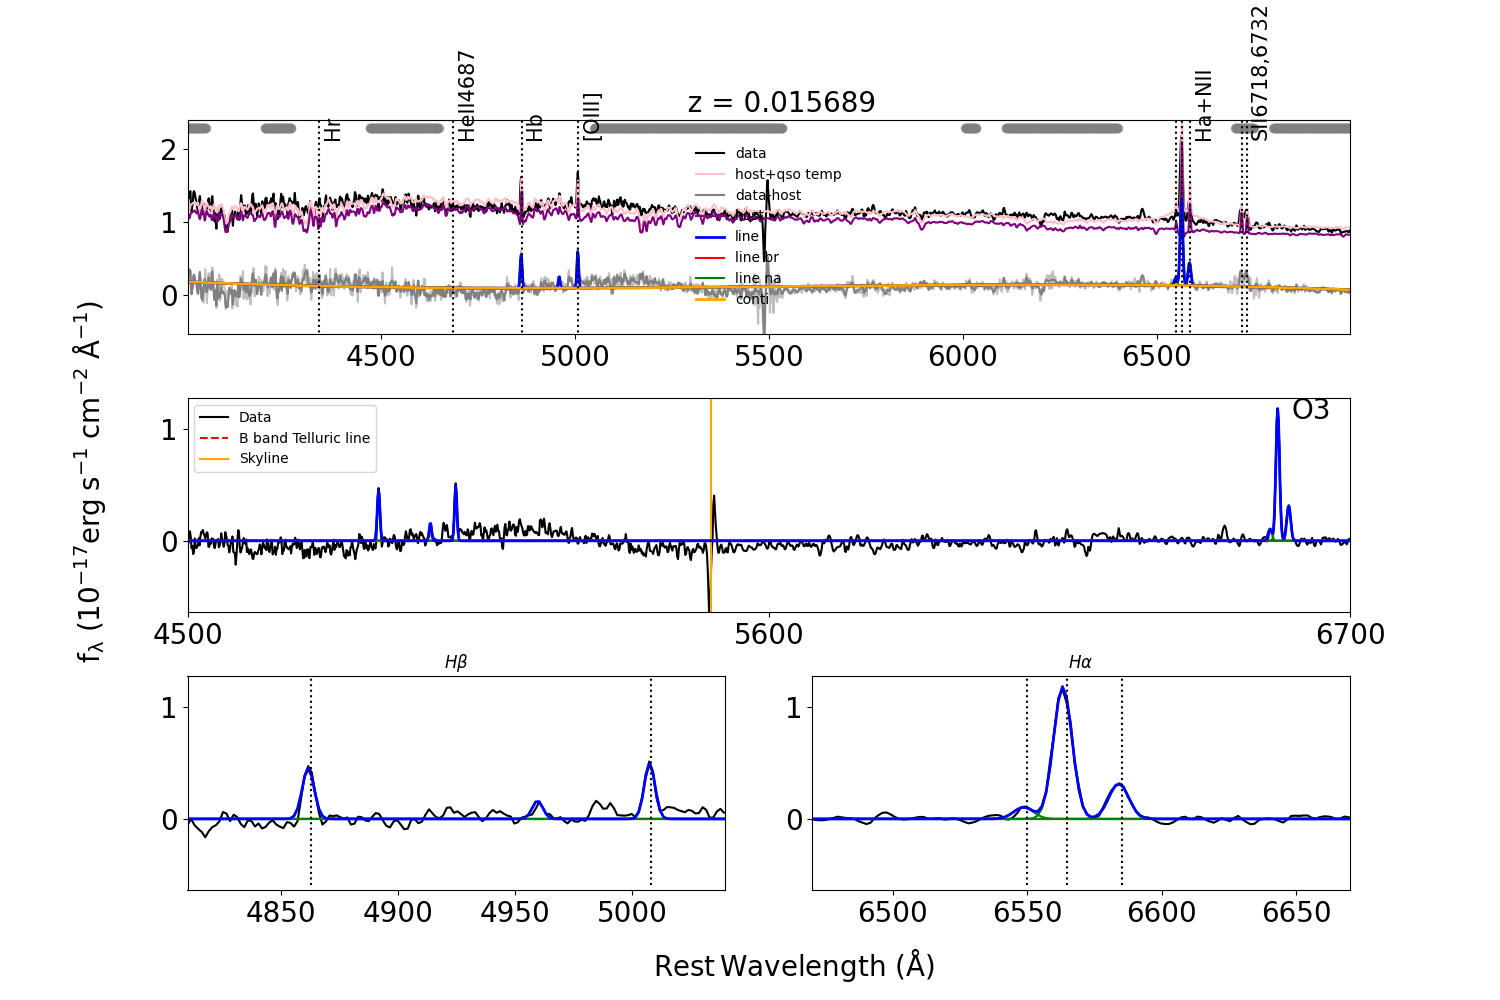 z = 0.015689
Hr
HeII4687
Hb
[OIII]
Ha+NII
SII6718,6732
2
1
0
data
host+qso temp
data-host
line
line br
line na
conti
4500
5000
5500
6000
6500
1
0
Data
B band Telluric line
Skyline
O3
4500
5600
6700
fλ (10⁻¹⁷erg s⁻¹ cm⁻² Å⁻¹)
Hβ
1
0
4850
4900
4950
5000
Hα
1
0
6500
6550
6600
6650
Rest Wavelength (Å)